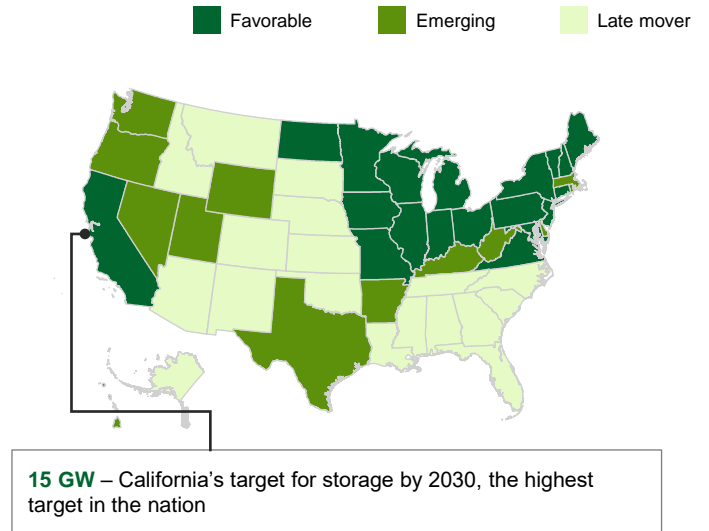 Favorable Emerging Late mover
15 GW – California’s target for storage by 2030, the highest
target in the nation